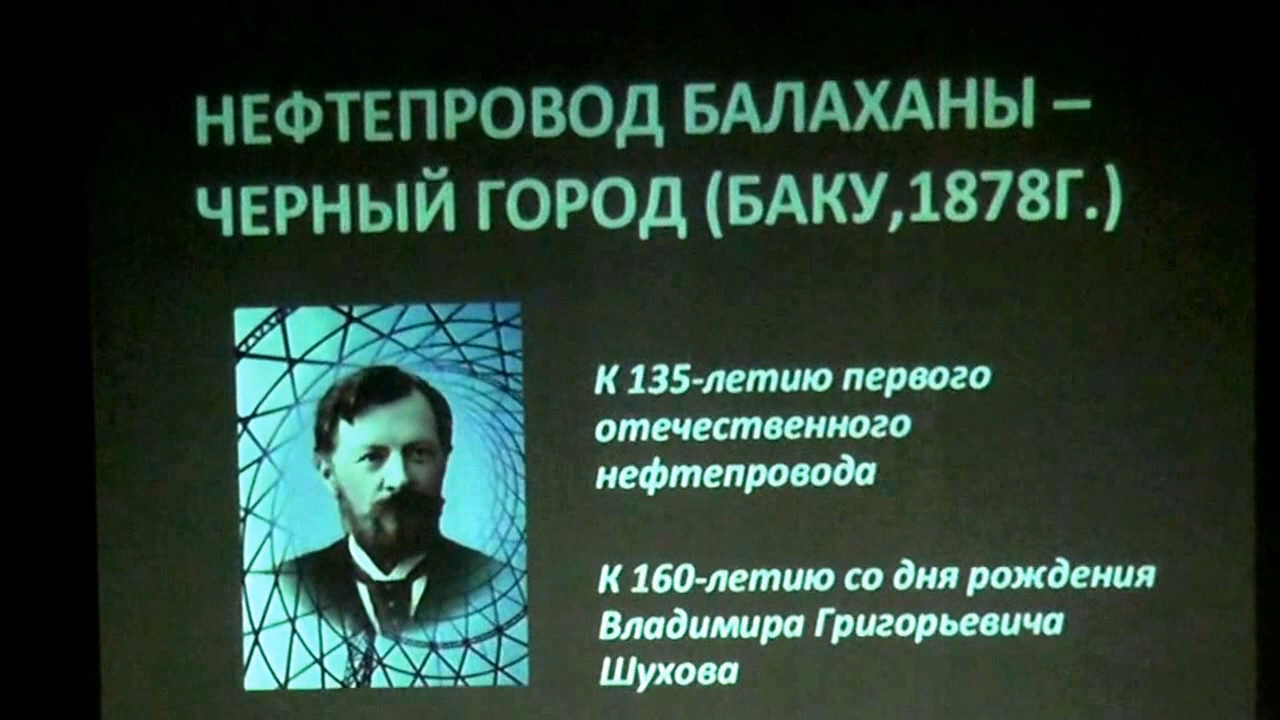 НЕФТЕПРОВОД БАЛАХАНЫ –
ЧЕРНЫЙ ГОРОД (БАКУ,1878Г.)
К 135-летию первого
отечественного
нефтепровода
К 160-летию со дня рождения
Владимира Григорьевича
Шухова